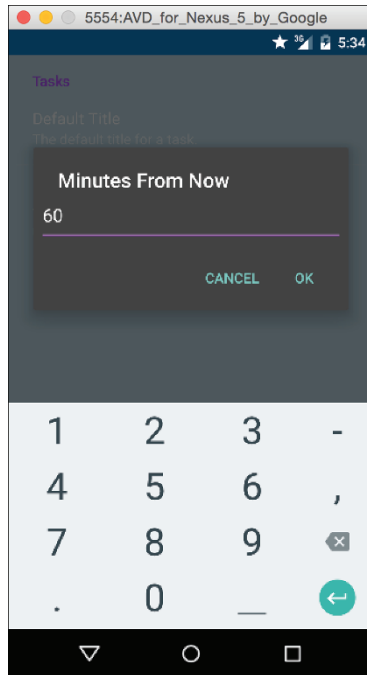 5554:AVD_for_Nexus_5_by_Google
3G 5:34
Tasks
Default Title
The default title for a task
Minutes From Now
60
CANCEL OK
1 2 3 -
4 5 6 ,
7 8 9
. 0 _